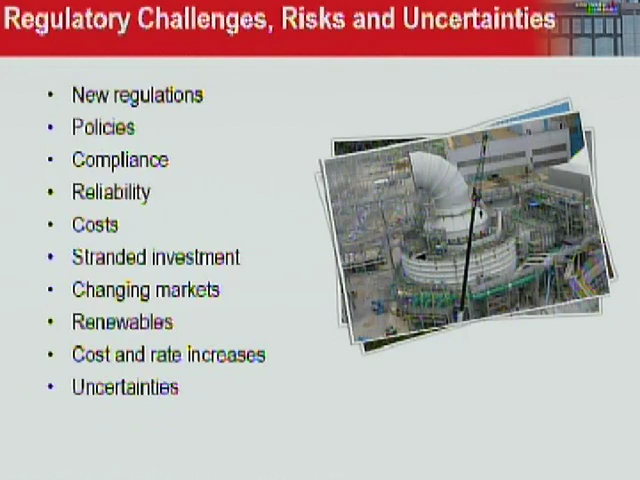 Regulatory Challenges, Risks and Uncertainties
• New regulations
• Policies
• Compliance
• Reliability
• Costs
• Stranded investment
• Changing markets
• Renewables
• Cost and rate increases
• Uncertainties